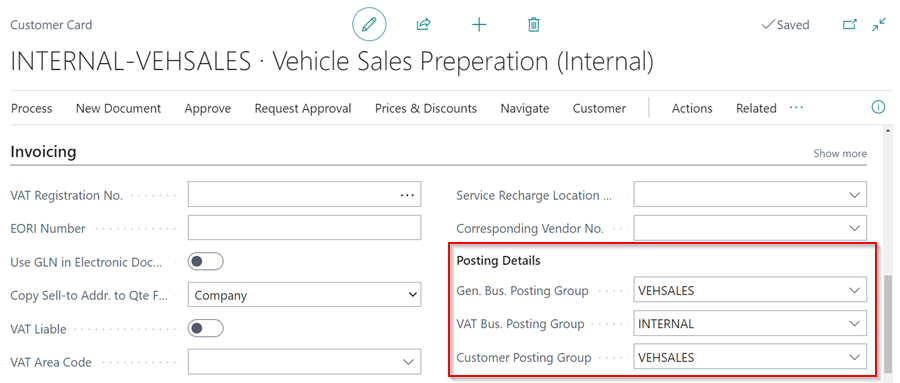 Customer Card
Saved
INTERNAL-VEHSALES · Vehicle Sales Preperation (Internal)
Process New Document Approve Request Approval Prices & Discounts Navigate Customer Actions Related ···
Invoicing
Show more
VAT Registration No.
EORI Number
Use GLN in Electronic Doc...
Copy Sell-to Addr. to Qte F...
Company
VAT Liable
VAT Area Code
Service Recharge Location ...
Corresponding Vendor No.
Posting Details
Gen. Bus. Posting Group
VEHSALES
VAT Bus. Posting Group
INTERNAL
Customer Posting Group
VEHSALES